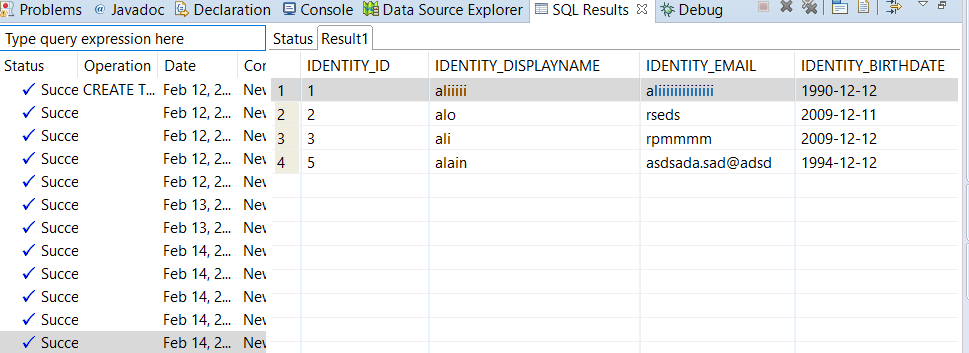 Problems @ Javadoc Declaration Console Data Source Explorer SQL Results Debug
Type query expression here Status Result1
Status Operation Date Cor IDENTITY_ID IDENTITY_DISPLAYNAME IDENTITY_EMAIL IDENTITY_BIRTHDATE
Succe CREATE T... Feb 12, 2... Nev 1 1 aliiiii aliiiiiiiiiiiiiii 1990-12-12
Succe Feb 12, 2... Nev 2 2 alo rseds 2009-12-11
Succe Feb 12, 2... Nev 3 3 ali rpmmmm 2009-12-12
Succe Feb 12, 2... Nev 4 5 alain asdsada.sad@adsd 1994-12-12
Succe Feb 12, 2... Nev
Succe Feb 13, 2... Nev
Succe Feb 13, 2... Nev
Succe Feb 14, 2... Nev
Succe Feb 14, 2... Nev
Succe Feb 14, 2... Nev
Succe Feb 14, 2... Nev
Succe Feb 14, 2... Nev